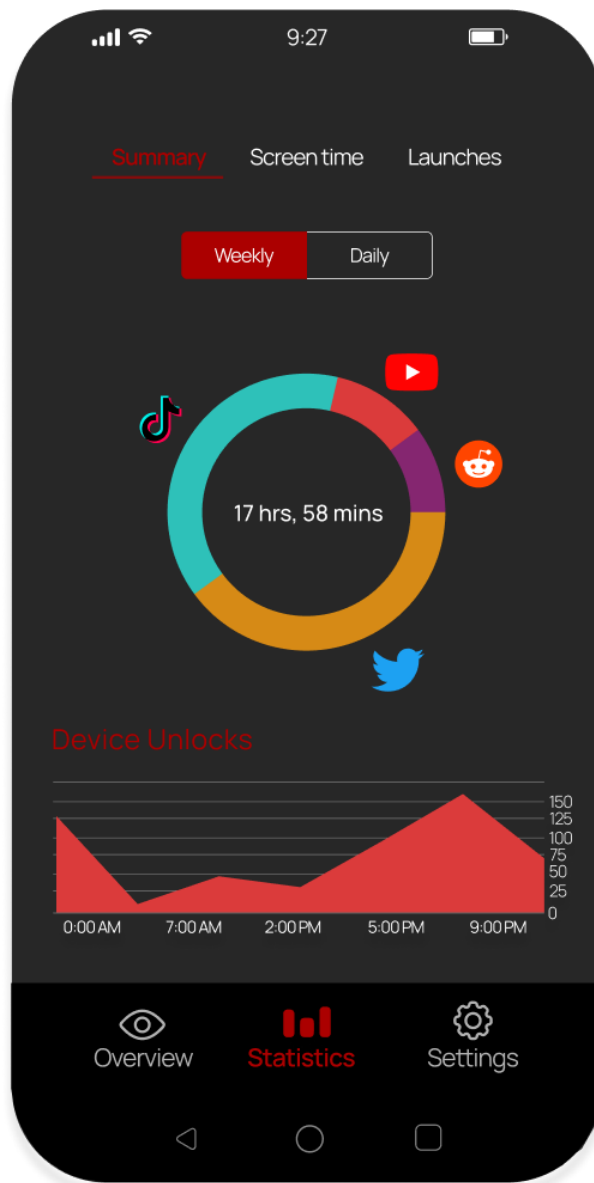 9:27
Summary Screen time Launches
Weekly Daily
17 hrs, 58 mins
Device Unlocks
150
125
100
75
50
25
0
0:00 AM 7:00 AM 2:00 PM 5:00 PM 9:00 PM
Overview Statistics Settings